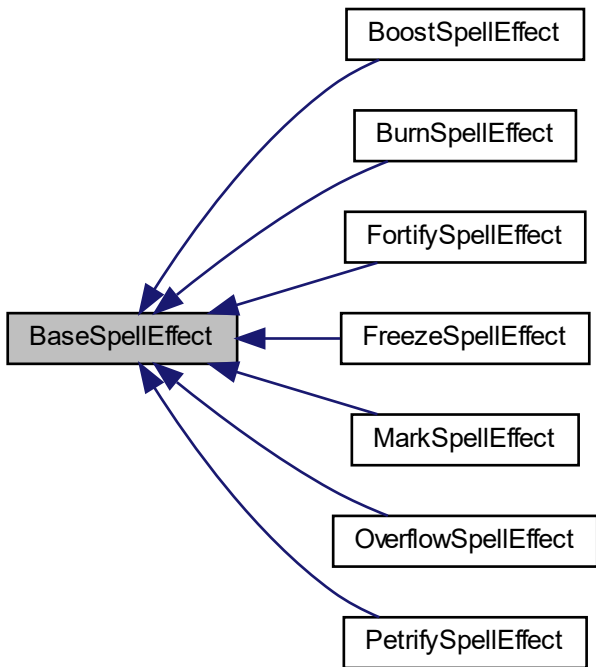 BoostSpellEffect
BurnSpellEffect
FortifySpellEffect
BaseSpellEffect
FreezeSpellEffect
MarkSpellEffect
OverflowSpellEffect
PetrifySpellEffect